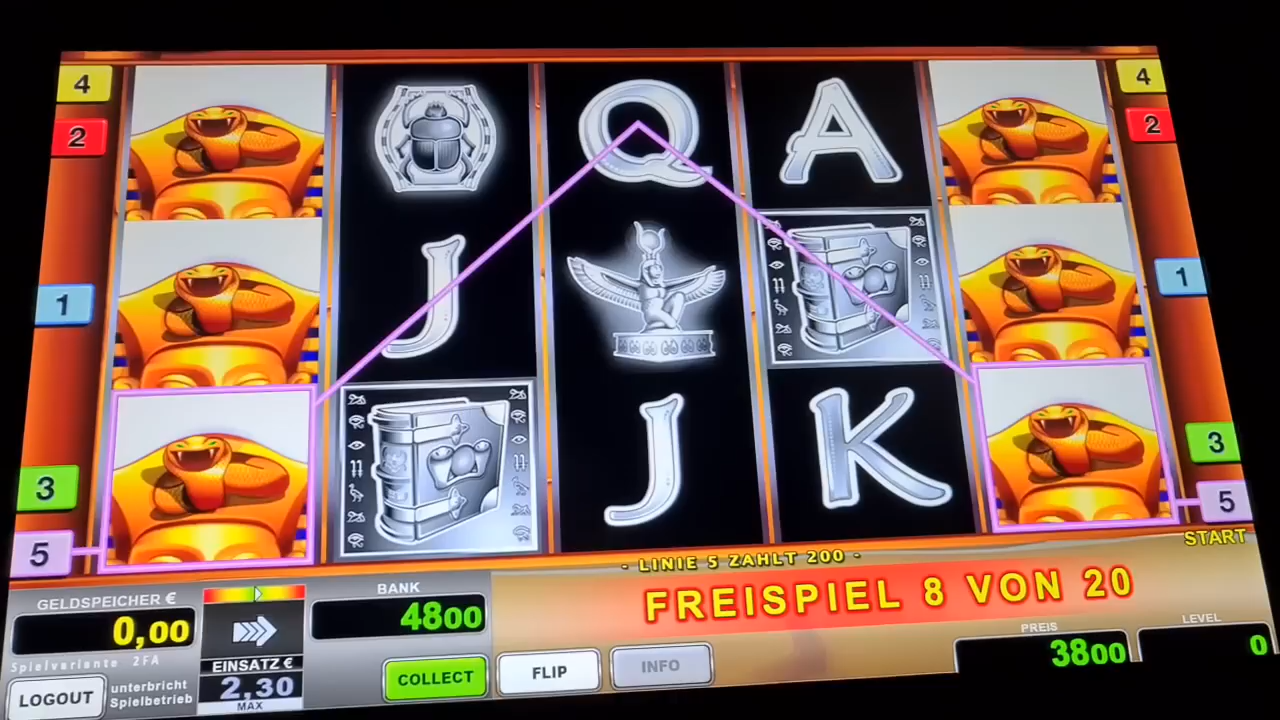 4
4
2
2
Q
A
1
J
1
J
K
3
3
5
5
START
- LINIE 5 ZAHLT 200 -
FREISPIEL 8 VON 20
GELDSPEICHER €
0,00
Spielvariante 2FA
LOGOUT
unterbricht
Spielbetrieb
EINSATZ €
2,30
MAX
BANK
4800
COLLECT
FLIP
INFO
PREIS
3800
LEVEL
0